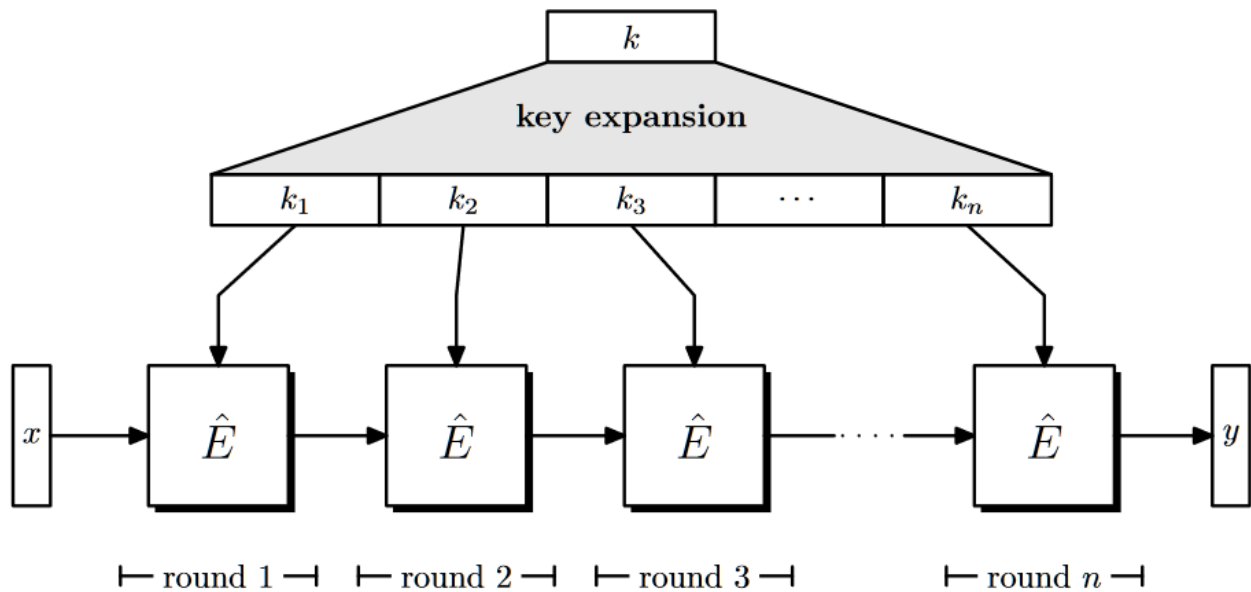 k
key expansion
k₁ k₂ k₃ ··· kₙ
x Ê Ê Ê ···· Ê y
round 1 round 2 round 3 round n